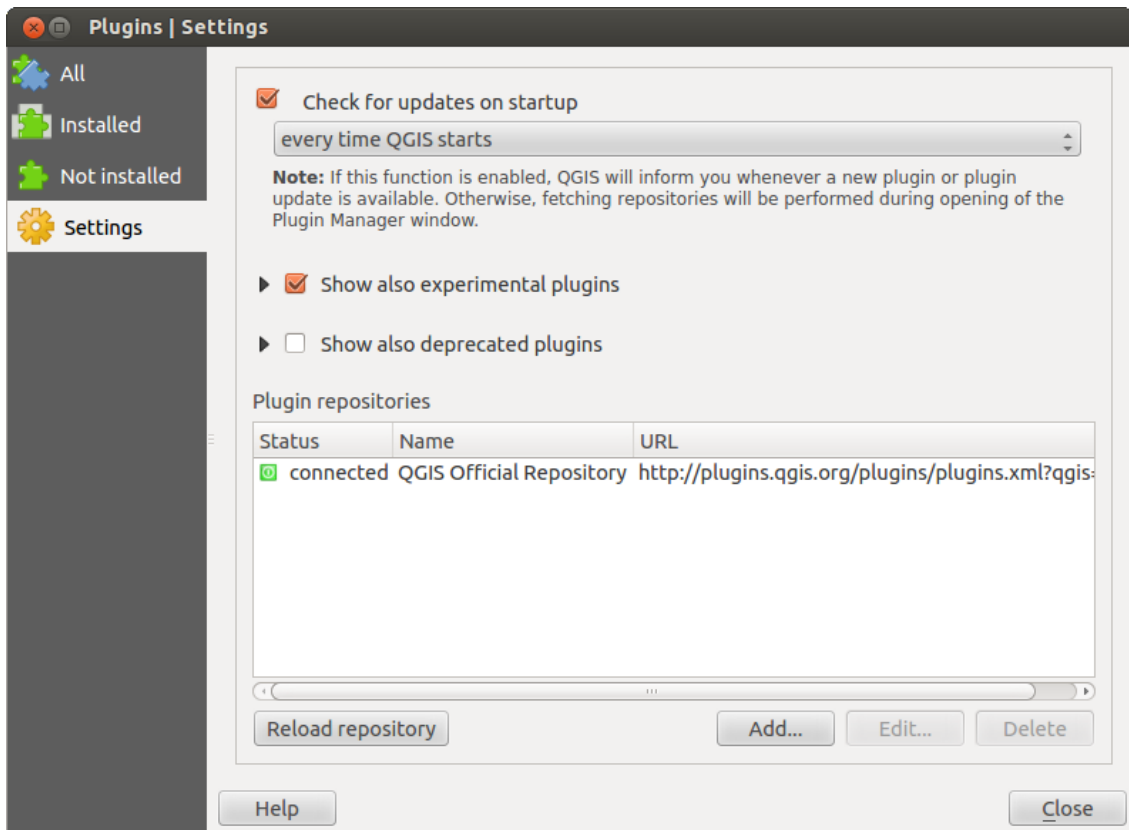 Plugins | Settings
All
Installed
Not installed
Settings
Check for updates on startup
every time QGIS starts
Note: If this function is enabled, QGIS will inform you whenever a new plugin or plugin
update is available. Otherwise, fetching repositories will be performed during opening of the
Plugin Manager window.
Show also experimental plugins
Show also deprecated plugins
Plugin repositories
Status Name URL
connected QGIS Official Repository http://plugins.qgis.org/plugins/plugins.xml?qgis=
Reload repository Add... Edit... Delete
Help Close